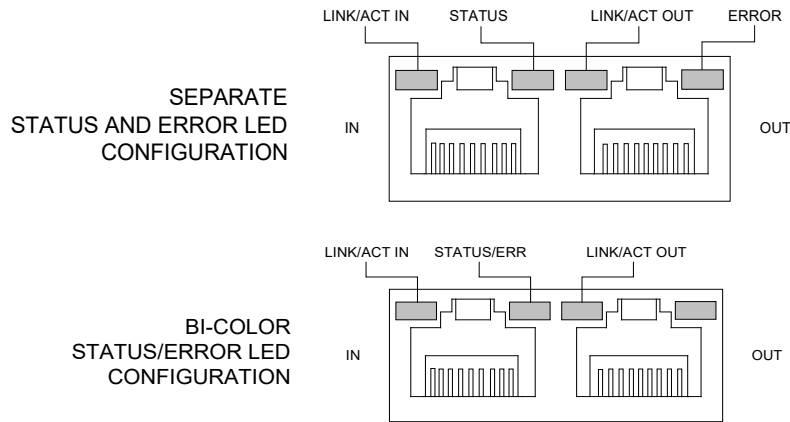 LINK/ACT IN STATUS LINK/ACT OUT ERROR
SEPARATE
STATUS AND ERROR LED
CONFIGURATION
IN
OUT
LINK/ACT IN STATUS/ERR LINK/ACT OUT
BI-COLOR
STATUS/ERROR LED
CONFIGURATION
IN
OUT